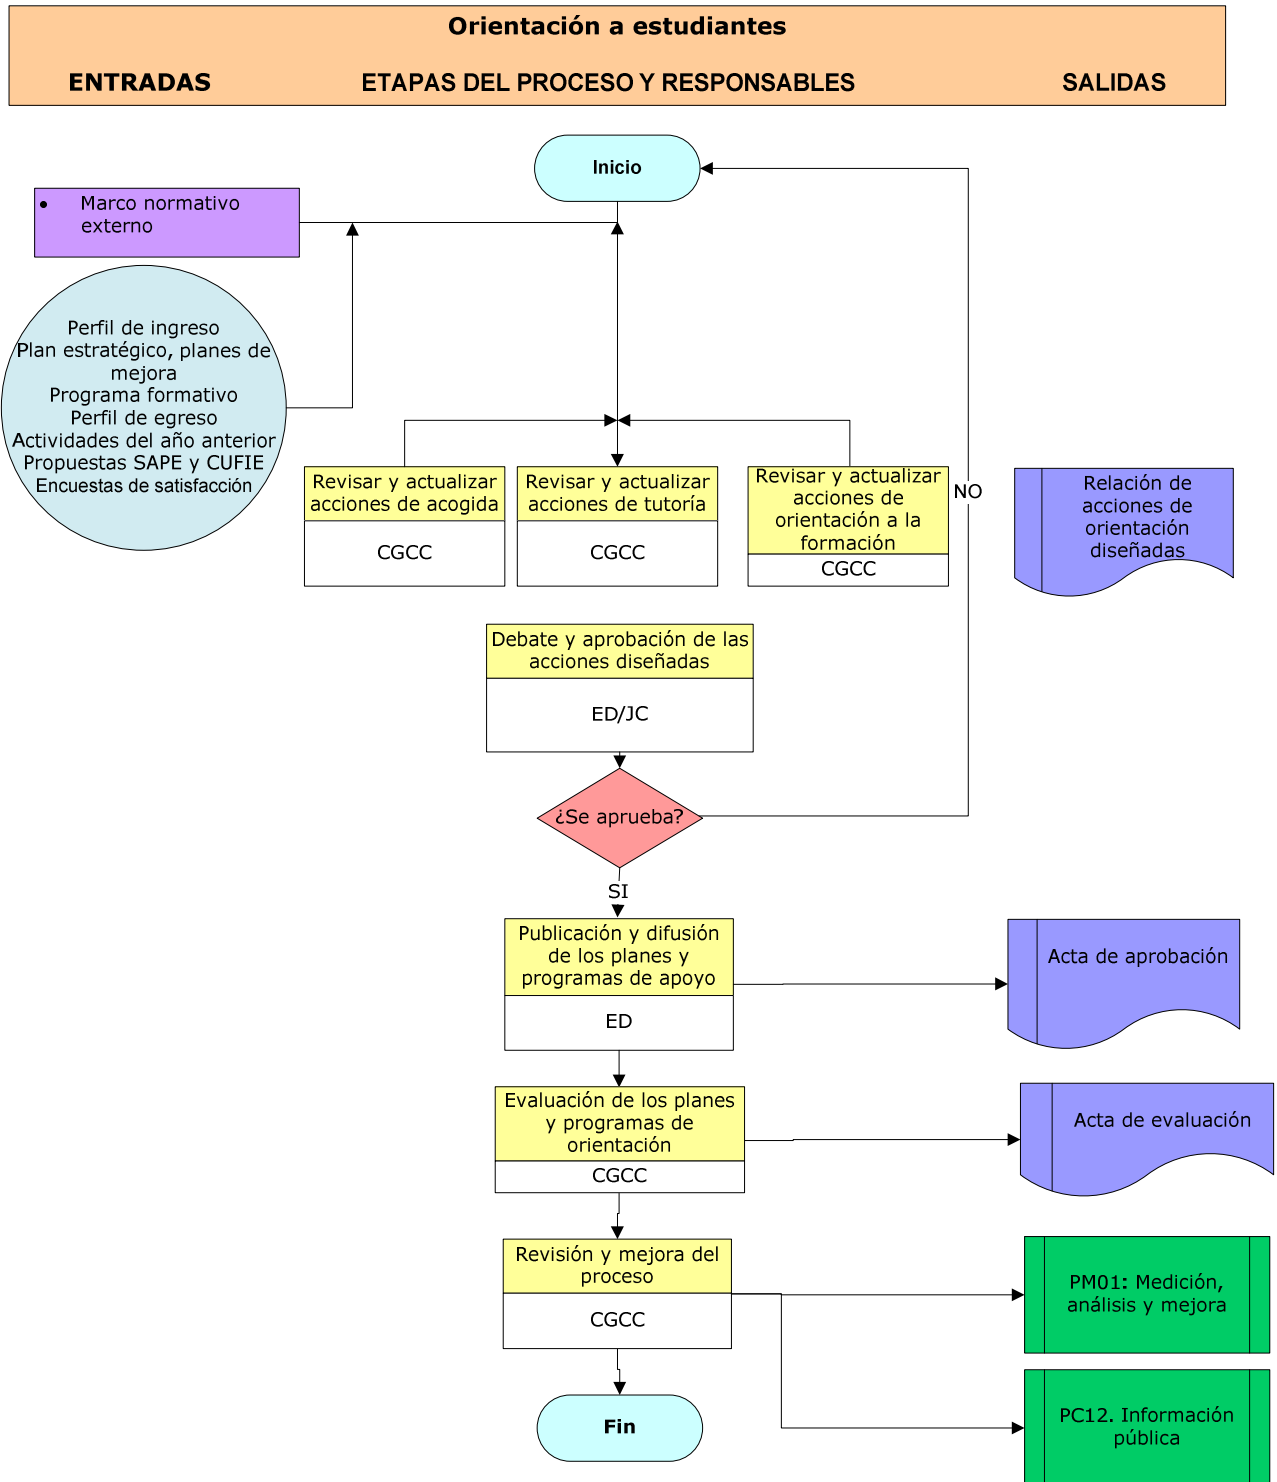 Orientación a estudiantes
ENTRADAS
ETAPAS DEL PROCESO Y RESPONSABLES
SALIDAS
Inicio
• Marco normativo
externo
Perfil de ingreso
Plan estratégico, planes de
mejora
Programa formativo
Perfil de egreso
Actividades del año anterior
Propuestas SAPE y CUFIE
Encuestas de satisfacción
Revisar y actualizar
acciones de acogida
CGCC
Revisar y actualizar
acciones de tutoría
CGCC
Revisar y actualizar
acciones de
orientación a la
formación
CGCC
NO
Relación de
acciones de
orientación
diseñadas
Debate y aprobación de las
acciones diseñadas
ED/JC
¿Se aprueba?
SI
Publicación y difusión
de los planes y
programas de apoyo
ED
Acta de aprobación
Evaluación de los planes
y programas de
orientación
CGCC
Acta de evaluación
Revisión y mejora del
proceso
CGCC
PM01: Medición,
análisis y mejora
Fin
PC12. Información
pública